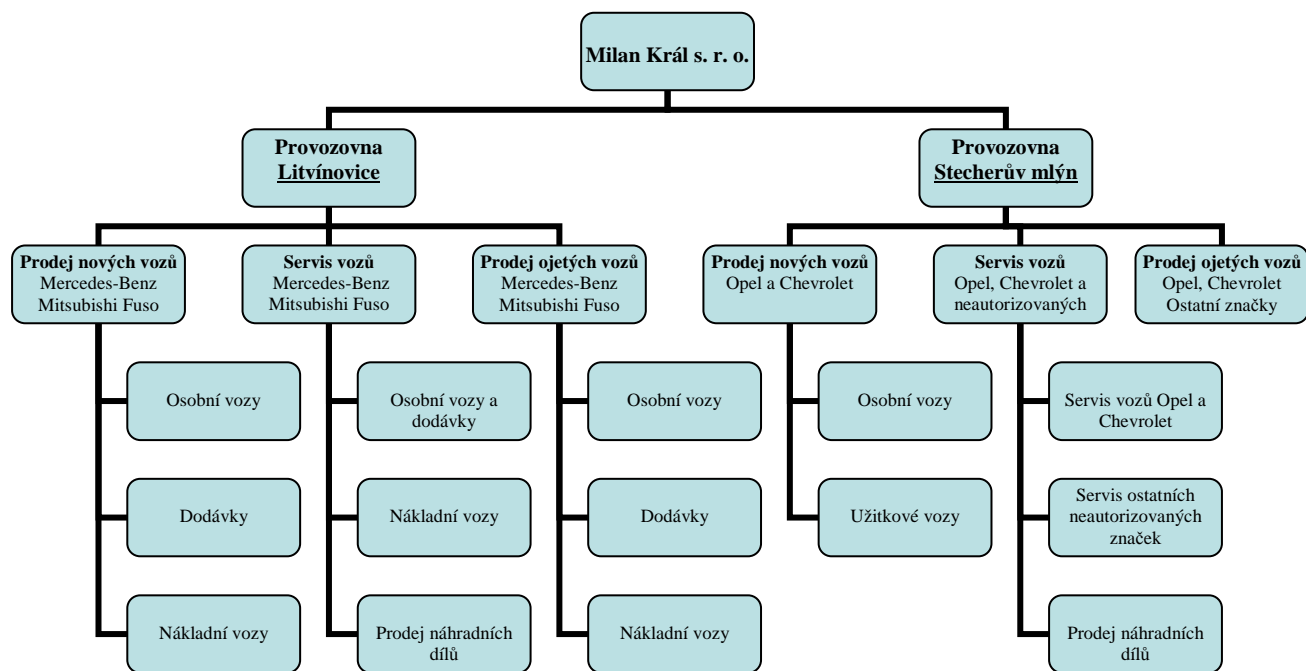 Milan Král s. r. o.
Provozovna
Litvínovice
Provozovna
Stecherův mlýn
Prodej nových vozů
Mercedes-Benz
Mitsubishi Fuso
Servis vozů
Mercedes-Benz
Mitsubishi Fuso
Prodej ojetých vozů
Mercedes-Benz
Mitsubishi Fuso
Prodej nových vozů
Opel a Chevrolet
Servis vozů
Opel, Chevrolet a
neautorizovaných
Prodej ojetých vozů
Opel, Chevrolet
Ostatní značky
Osobní vozy
Osobní vozy a
dodávky
Osobní vozy
Osobní vozy
Servis vozů Opel a
Chevrolet
Dodávky
Nákladní vozy
Dodávky
Užitkové vozy
Servis ostatních
neautorizovaných
značek
Nákladní vozy
Prodej náhradních
dílů
Nákladní vozy
Prodej náhradních
dílů